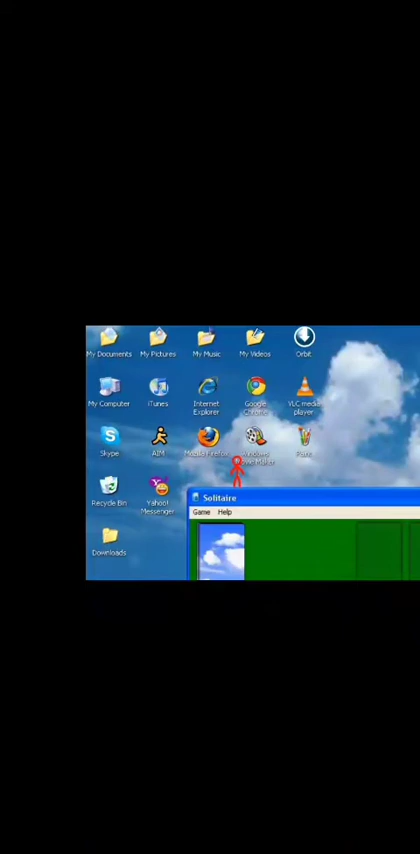 My Documents My Pictures My Music My Videos Orbit
My Computer iTunes Internet Explorer Google Chrome VLC media player
Skype AIM Mozilla Firefox Windows Movie Maker Paint
Recycle Bin Yahoo! Messenger
Solitaire
Game Help
Downloads